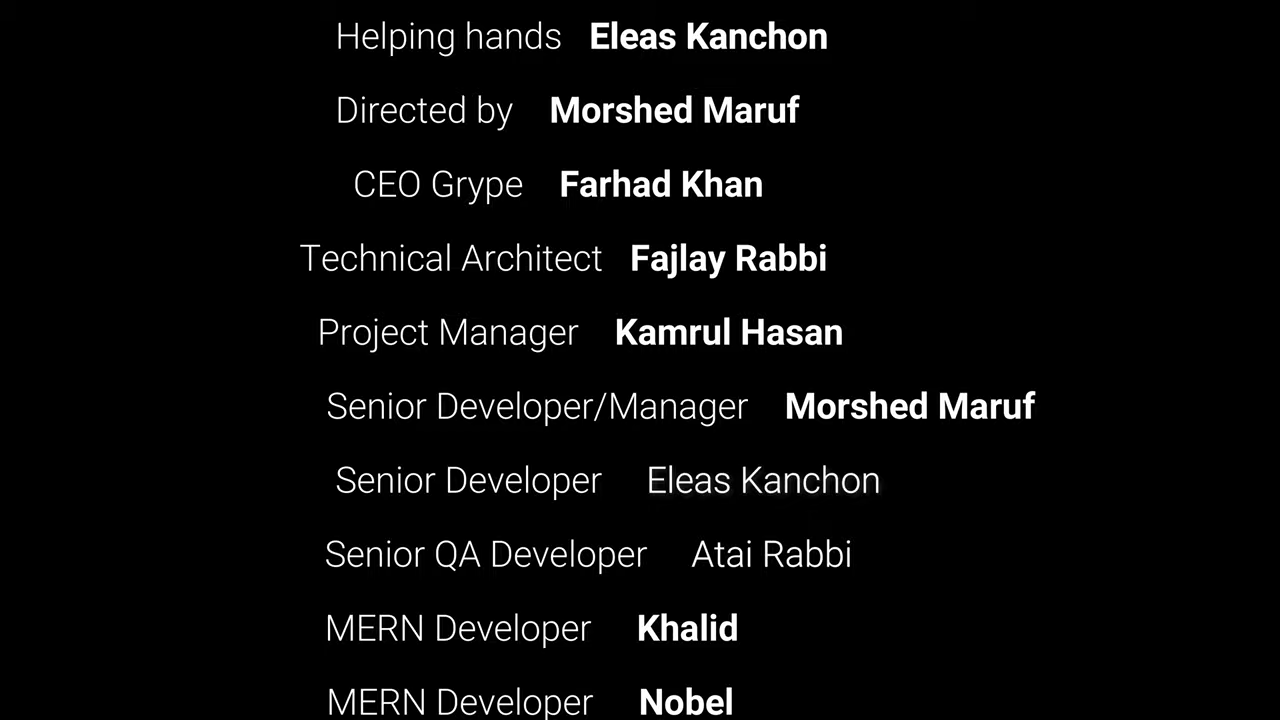 Helping hands Eleas Kanchon
Directed by Morshed Maruf
CEO Grype Farhad Khan
Technical Architect Fajlay Rabbi
Project Manager Kamrul Hasan
Senior Developer/Manager Morshed Maruf
Senior Developer Eleas Kanchon
Senior QA Developer Atai Rabbi
MERN Developer Khalid
MERN Developer Nobel